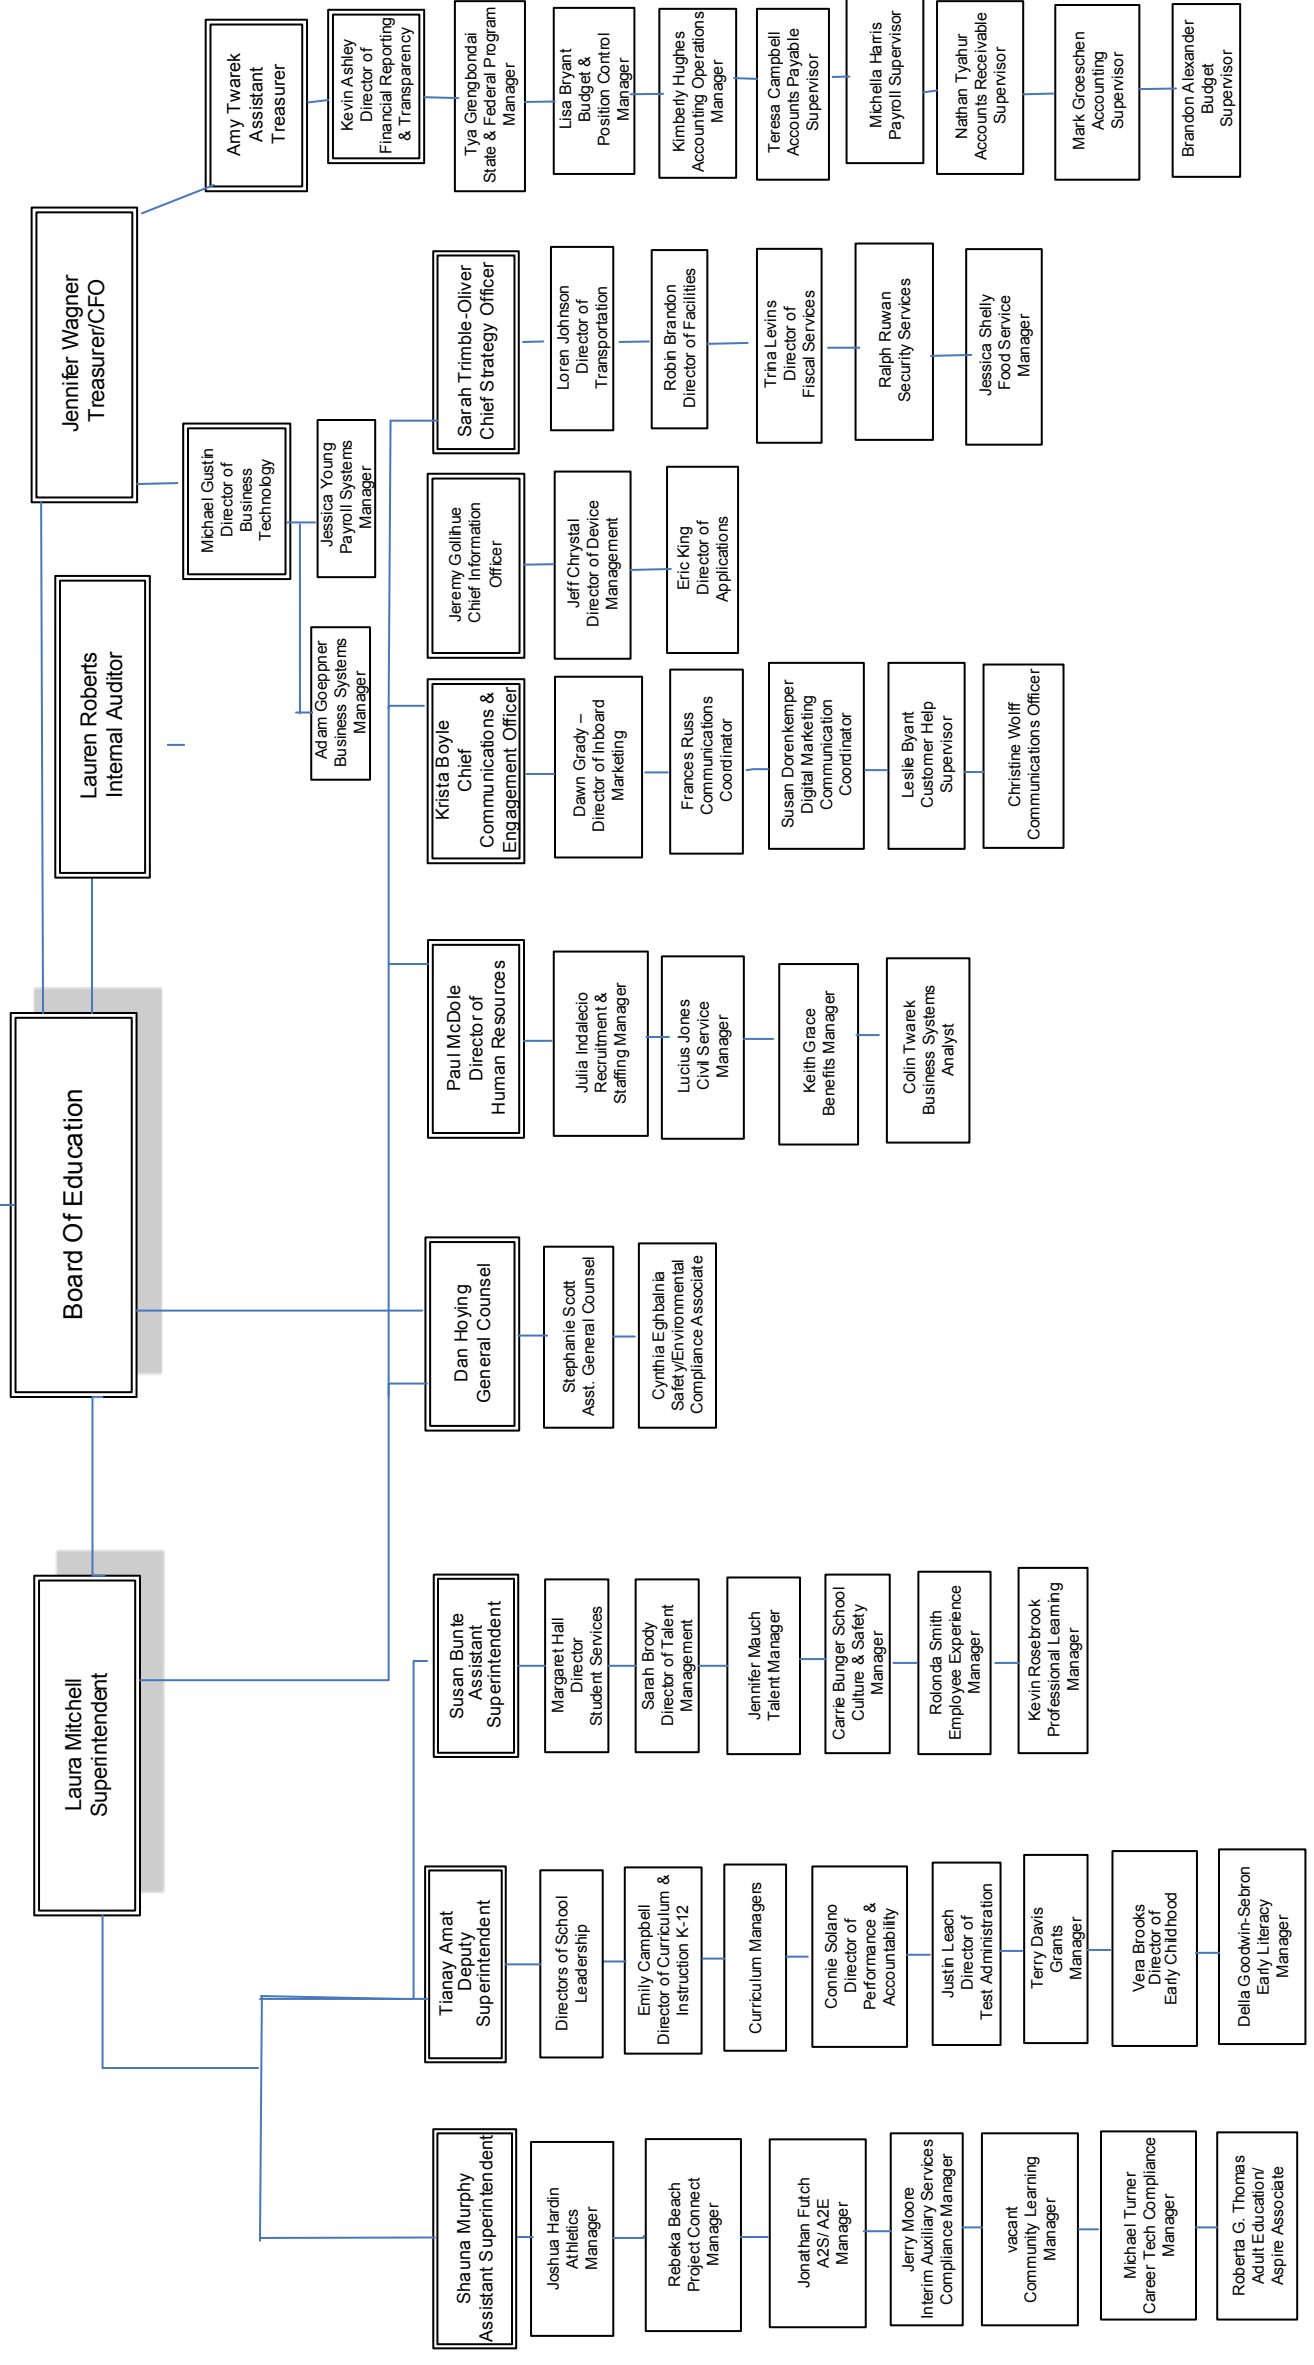 Board Of Education
Laura Mitchell
Superintendent
Lauren Roberts
Internal Auditor
Jennifer Wagner
Treasurer/CFO
Michael Gustin
Director of
Business
Technology
Adam Goeppner
Business Systems
Manager
Jessica Young
Payroll Systems
Manager
Amy Twarek
Assistant
Treasurer
Kevin Ashley
Director of
Financial Reporting
& Transparency
Tya Grengbondai
State & Federal Program
Manager
Lisa Bryant
Budget &
Position Control
Manager
Kimberly Hughes
Accounting Operations
Manager
Teresa Campbell
Accounts Payable
Supervisor
Michella Harris
Payroll Supervisor
Nathan Tyahur
Accounts Receivable
Supervisor
Mark Groeschen
Accounting
Supervisor
Brandon Alexander
Budget
Supervisor
Shauna Murphy
Assistant Superintendent
Joshua Hardin
Athletics
Manager
Rebeka Beach
Project Connect
Manager
Jonathan Futch
A2S/ A2E
Manager
Jerry Moore
Interim Auxiliary Services
Compliance Manager
vacant
Community Learning
Manager
Michael Turner
Career Tech Compliance
Manager
Roberta G. Thomas
Adult Education/
Aspire Associate
Tianay Amat
Deputy
Superintendent
Directors of School
Leadership
Emily Campbell
Director of Curriculum &
Instruction K-12
Curriculum Managers
Connie Solano
Director of
Performance &
Accountability
Justin Leach
Director of
Test Administration
Terry Davis
Grants
Manager
Vera Brooks
Director of
Early Childhood
Della Goodwin-Sebron
Early Literacy
Manager
Susan Bunte
Assistant
Superintendent
Margaret Hall
Director
Student Services
Sarah Brody
Director of Talent
Management
Jennifer Mauch
Talent Manager
Carrie Bunger School
Culture & Safety
Manager
Rolonda Smith
Employee Experience
Manager
Kevin Rosebrook
Professional Learning
Manager
Dan Hoying
General Counsel
Stephanie Scott
Asst. General Counsel
Cynthia Eghbalnia
Safety/Environmental
Compliance Associate
Paul McDole
Director of
Human Resources
Julia Indalecio
Recruitment &
Staffing Manager
Lucius Jones
Civil Service
Manager
Keith Grace
Benefits Manager
Colin Twarek
Business Systems
Analyst
Krista Boyle
Chief
Communications &
Engagement Officer
Dawn Grady –
Director of Inboard
Marketing
Frances Russ
Communications
Coordinator
Susan Dorenkemper
Digital Marketing
Communication
Coordinator
Leslie Byant
Customer Help
Supervisor
Christine Wolff
Communications Officer
Jeremy Gollihue
Chief Information
Officer
Jeff Chrystal
Director of Device
Management
Eric King
Director of
Applications
Sarah Trimble-Oliver
Chief Strategy Officer
Loren Johnson
Director of
Transportation
Robin Brandon
Director of Facilities
Trina Levins
Director of
Fiscal Services
Ralph Ruwan
Security Services
Jessica Shelly
Food Service
Manager